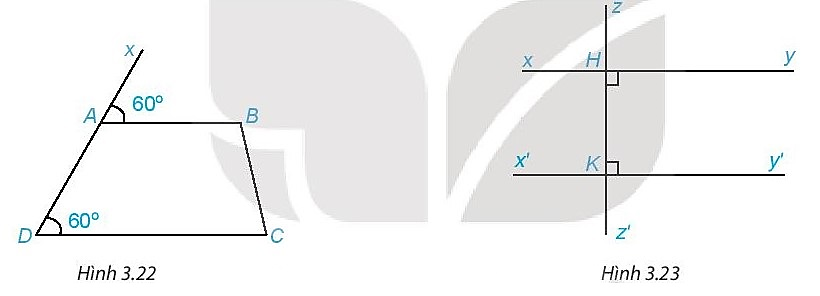 x
A 60°
B
D 60°
C
Hình 3.22
z
x H y
x' K y'
z'
Hình 3.23